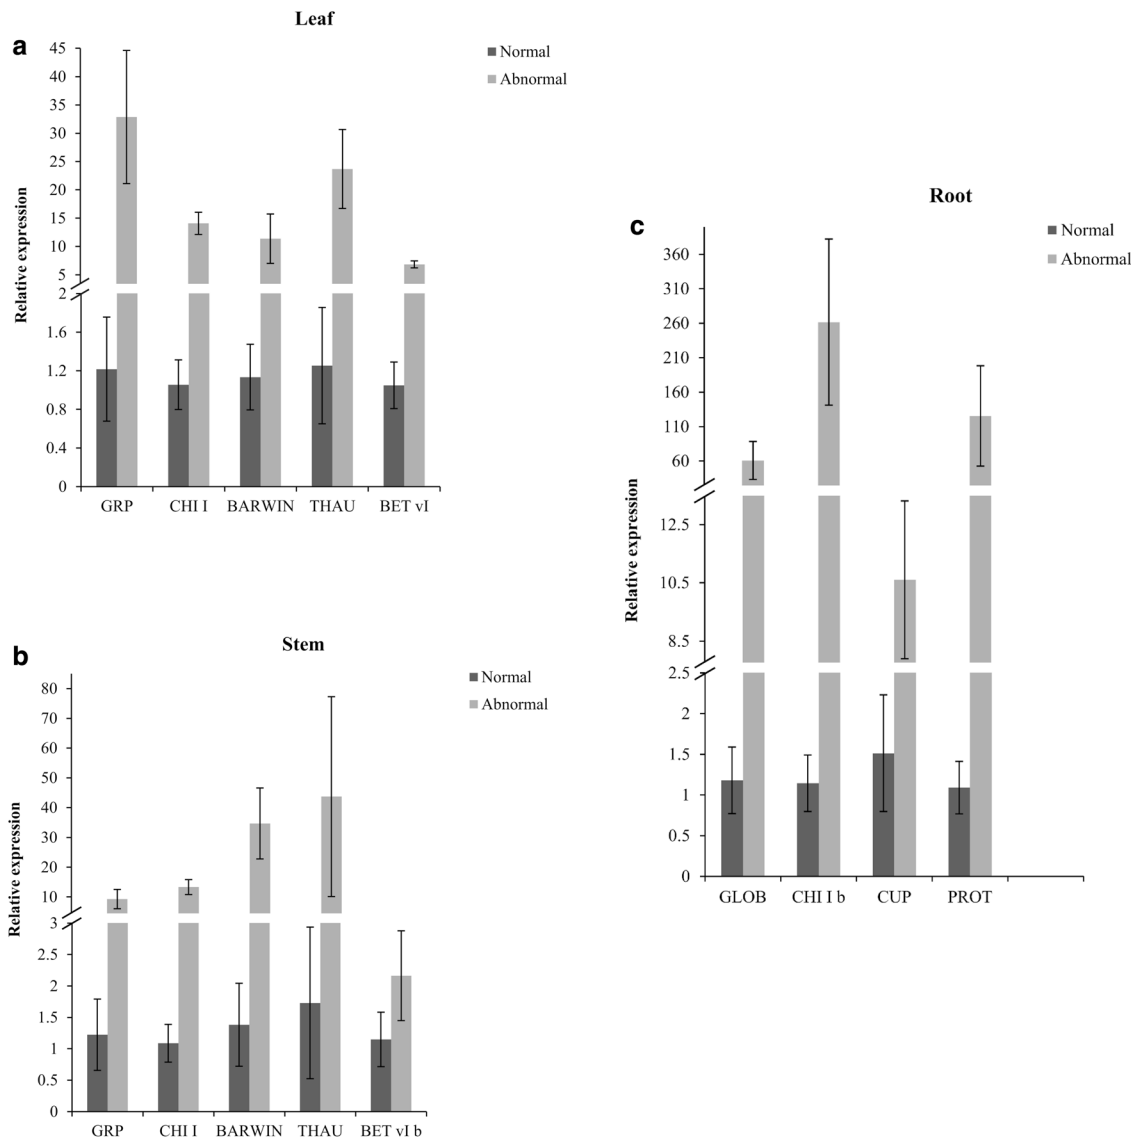 Leaf
a
Normal
Abnormal
Relative expression
45
40
35
30
25
20
15
10
5
2
1.6
1.2
0.8
0.4
0
GRP CHI I BARWIN THAU BET vI
Stem
b
Normal
Abnormal
Relative expression
80
70
60
50
40
30
20
10
3
2.5
2
1.5
1
0.5
0
GRP CHI I BARWIN THAU BET vI b
Root
c
Normal
Abnormal
Relative expression
360
310
260
210
160
110
60
12.5
10.5
8.5
2.5
2
1.5
1
0.5
0
GLOB CHI I b CUP PROT